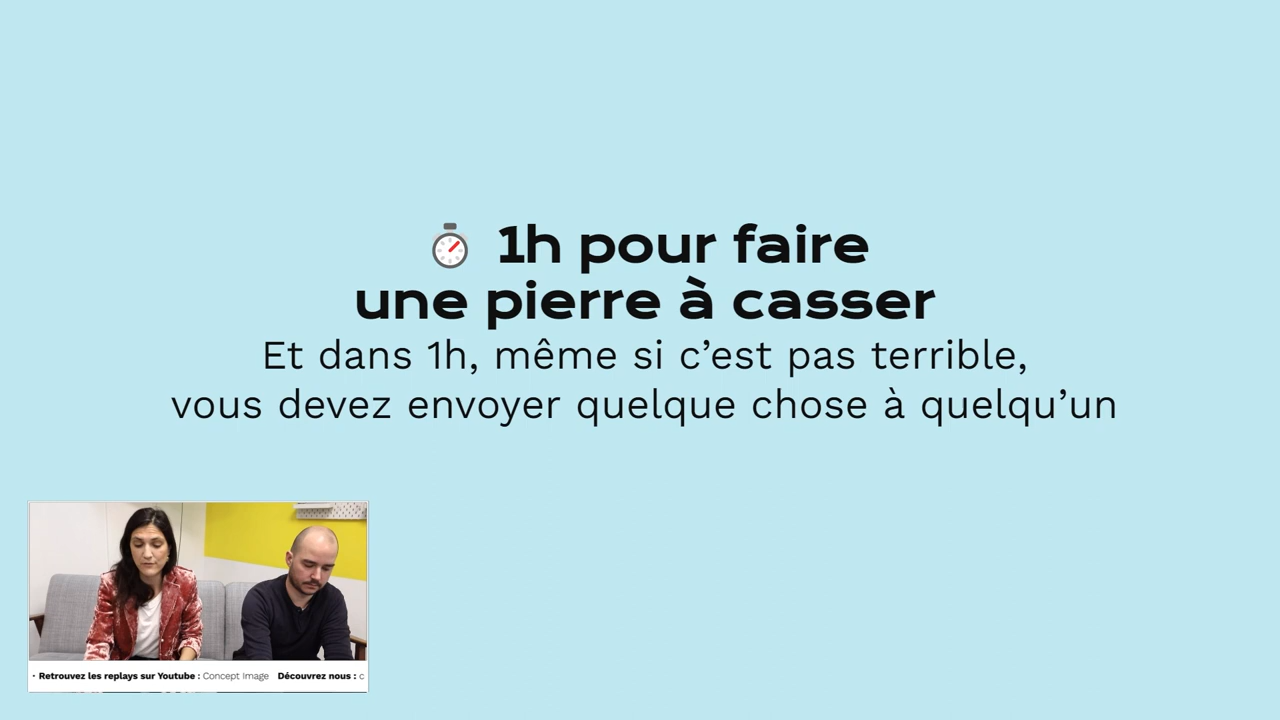 1h pour faire
une pierre à casser
Et dans 1h, même si c’est pas terrible,
vous devez envoyer quelque chose à quelqu’un
• Retrouvez les replays sur Youtube : Concept Image Découvrez nous :